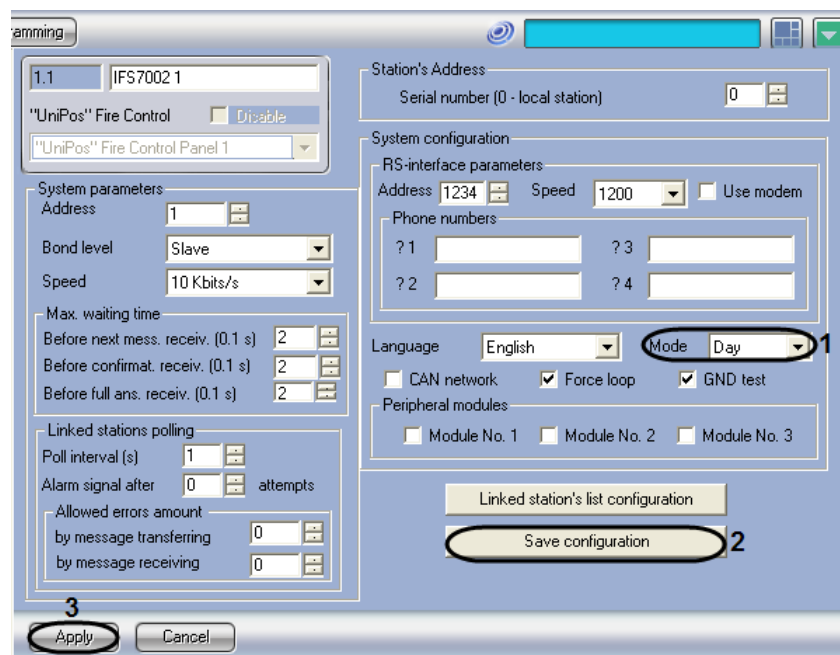 amming
1.1 IFS7002 1
"UniPos" Fire Control Disable
"UniPos" Fire Control Panel 1
System parameters
Address 1
Bond level Slave
Speed 10 Kbits/s
Max. waiting time
Before next mess. receiv. (0.1 s) 2
Before confirmat. receiv. (0.1 s) 2
Before full ans. receiv. (0.1 s) 2
Linked stations polling
Poll interval (s) 1
Alarm signal after 0 attempts
Allowed errors amount
by message transferring 0
by message receiving 0
Station's Address
Serial number (0 - local station) 0
System configuration
RS-interface parameters
Address 1234 Speed 1200 Use modem
Phone numbers
? 1 ? 3
? 2 ? 4
Language English Mode Day 1
CAN network Force loop GND test
Peripheral modules
Module No. 1 Module No. 2 Module No. 3
Linked station's list configuration
Save configuration 2
3
Apply Cancel